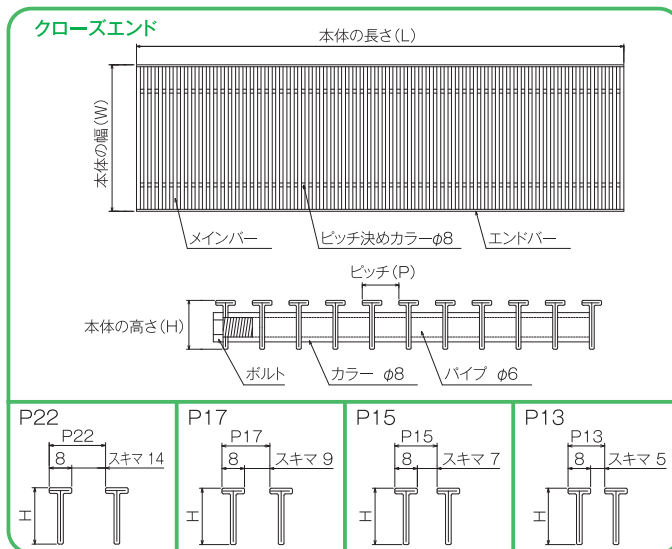 クローズエンド
本体の長さ(L)
本体の幅(W)
メインバー
ピッチ決めカラーφ8
エンドバー
ピッチ(P)
本体の高さ(H)
ボルト
カラー φ8
パイプ φ6
P22
P22
8
スキマ 14
H
P17
P17
8
スキマ 9
H
P15
P15
8
スキマ 7
H
P13
P13
8
スキマ 5
H